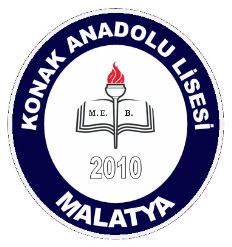 KONAK ANADOLU LİSESİ
M. E. B.
2010
MALATYA